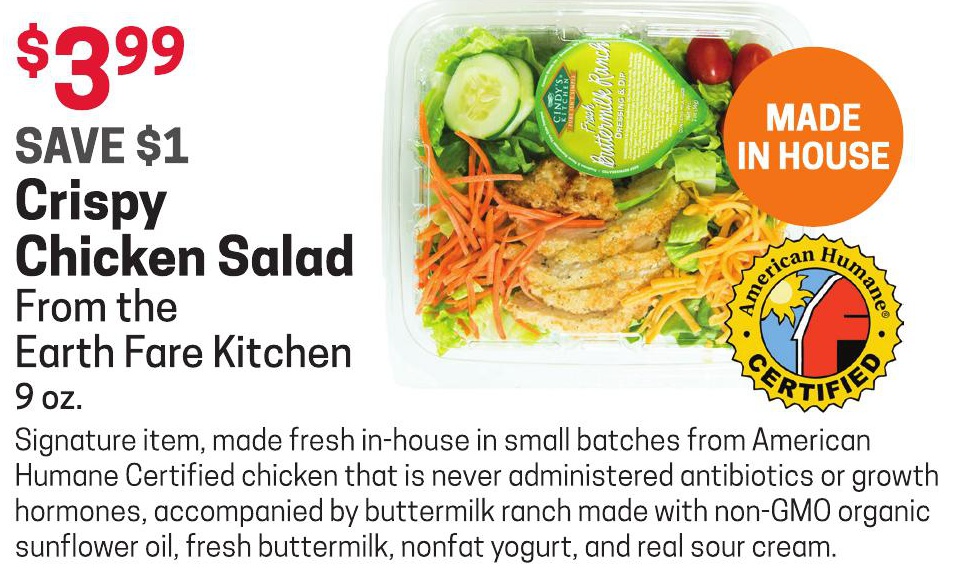 $3.99
SAVE $1
Crispy
Chicken Salad
From the
Earth Fare Kitchen
9 oz.
CINDY'S
KITCHEN
Fresh
Buttermilk Ranch
DRESSING & DIP
MADE
IN HOUSE
American Humane®
CERTIFIED
Signature item, made fresh in-house in small batches from American
Humane Certified chicken that is never administered antibiotics or growth
hormones, accompanied by buttermilk ranch made with non-GMO organic
sunflower oil, fresh buttermilk, nonfat yogurt, and real sour cream.